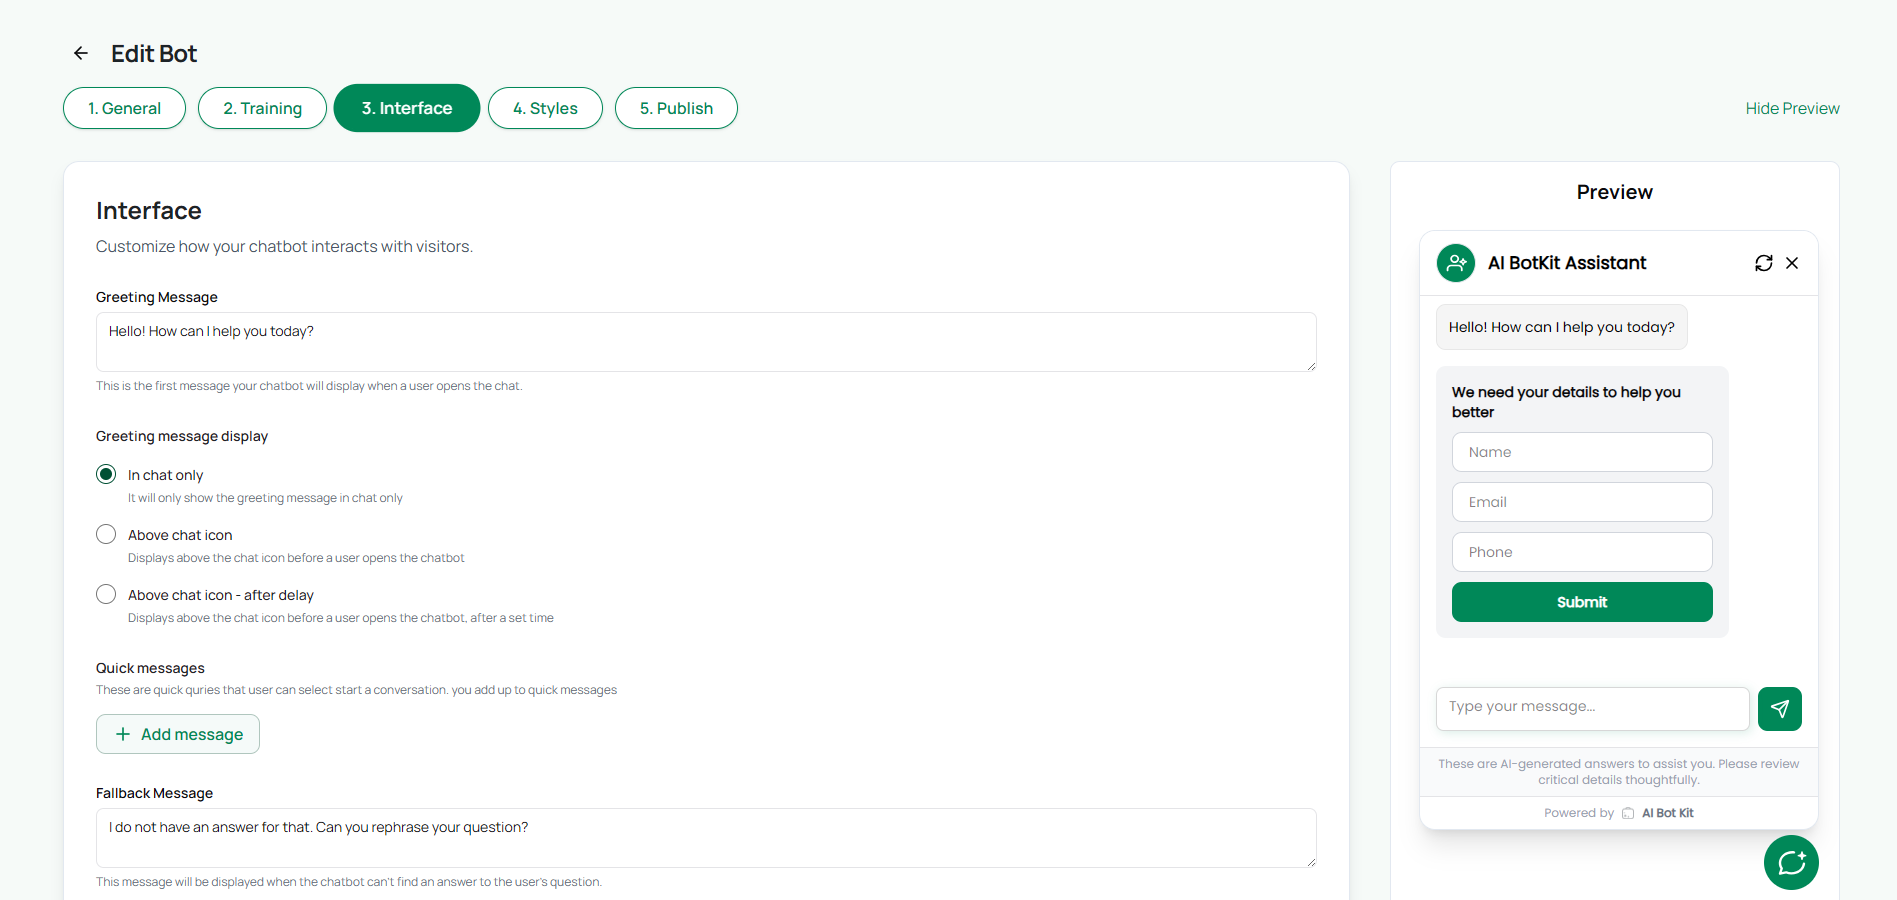 Edit Bot
1. General
2. Training
3. Interface
4. Styles
5. Publish
Hide Preview
Interface
Customize how your chatbot interacts with visitors.
Greeting Message
Hello! How can I help you today?
This is the first message your chatbot will display when a user opens the chat.
Greeting message display
In chat only
It will only show the greeting message in chat only
Above chat icon
Displays above the chat icon before a user opens the chatbot
Above chat icon - after delay
Displays above the chat icon before a user opens the chatbot, after a set time
Quick messages
These are quick quries that user can select start a conversation. you add up to quick messages
Add message
Fallback Message
I do not have an answer for that. Can you rephrase your question?
This message will be displayed when the chatbot can't find an answer to the user's question.
Preview
AI BotKit Assistant
Hello! How can I help you today?
We need your details to help you
better
Name
Email
Phone
Submit
Type your message...
These are AI-generated answers to assist you. Please review
critical details thoughtfully.
Powered by AI Bot Kit